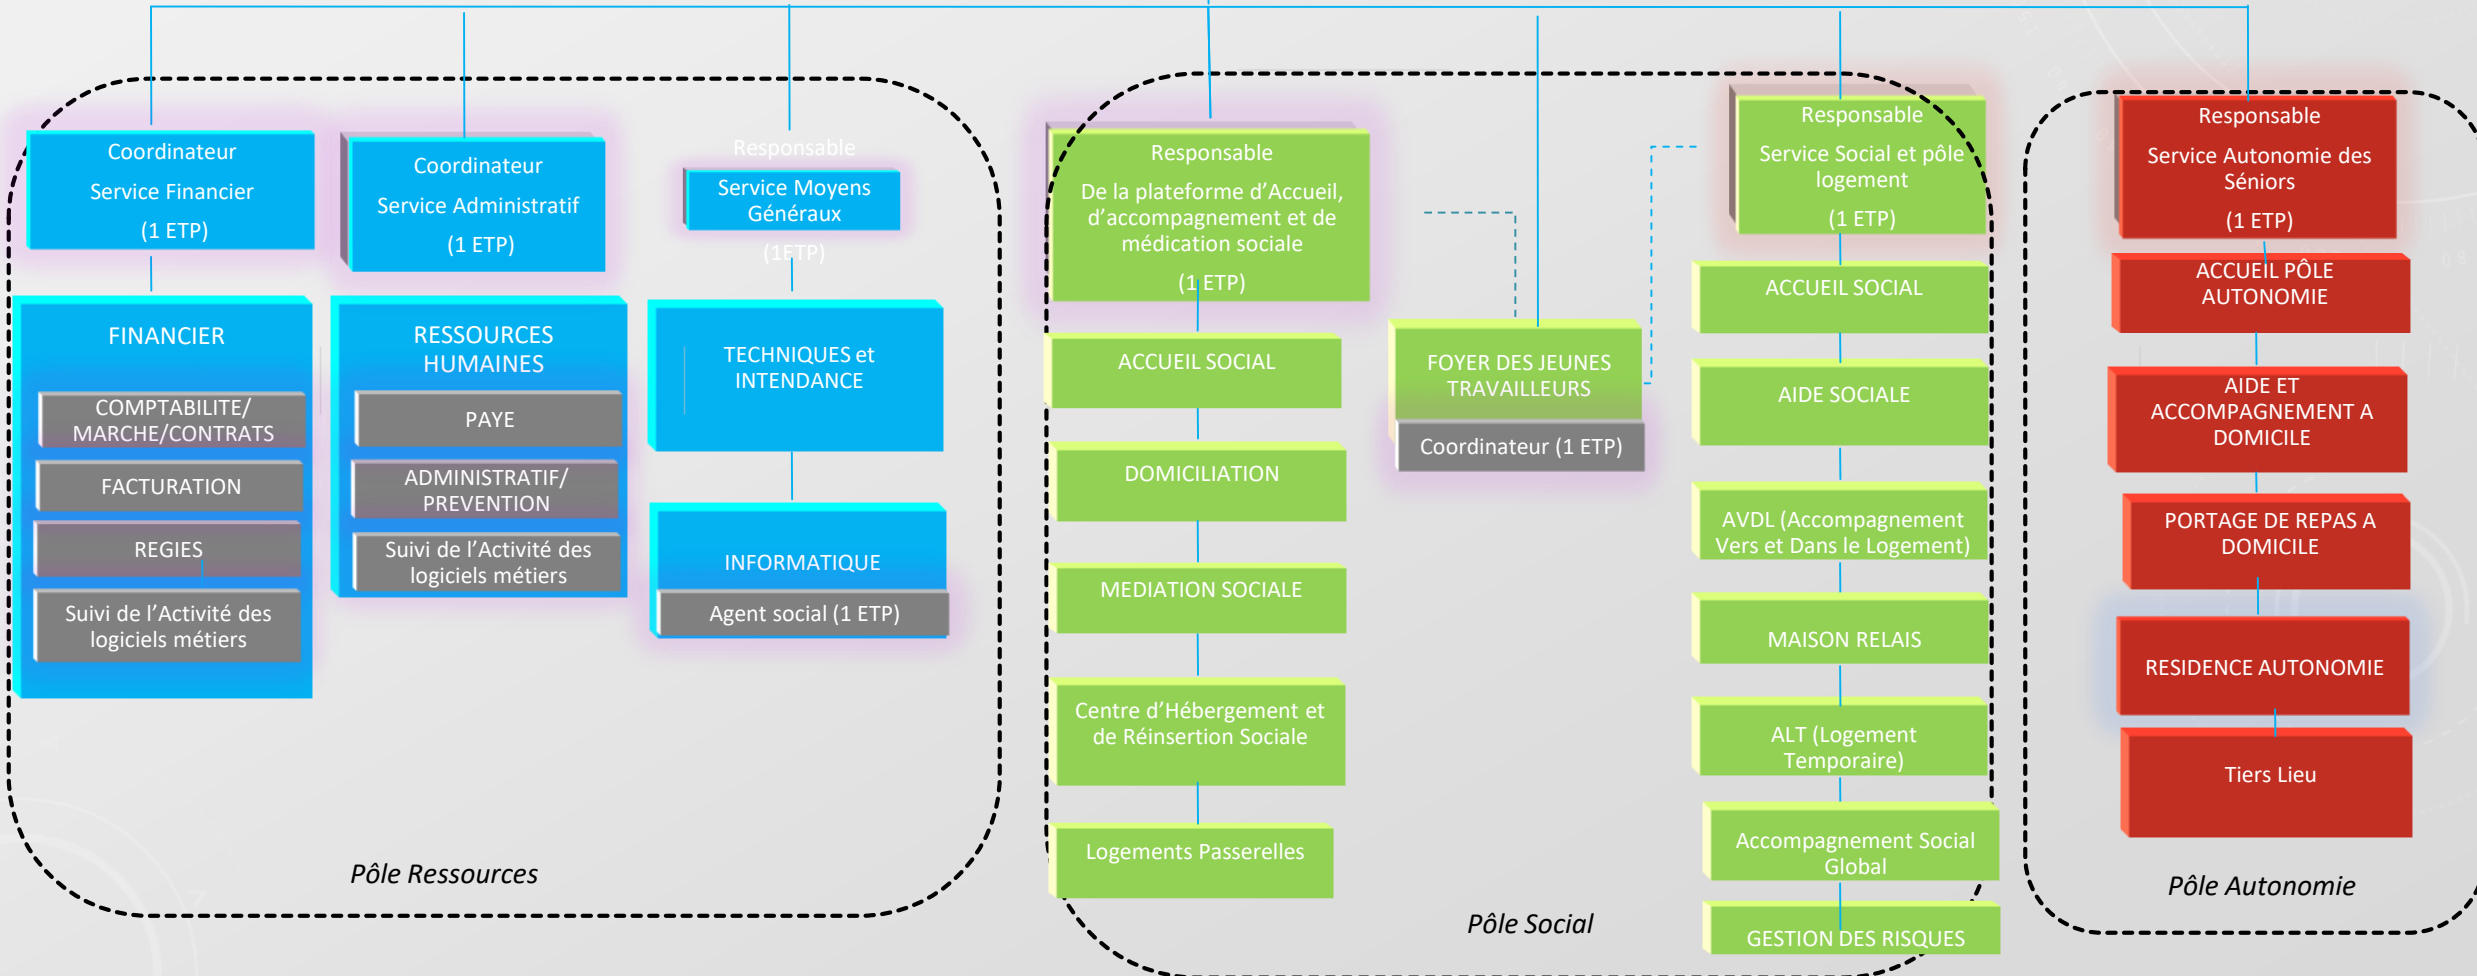 Coordinateur
Service Financier
(1 ETP)
FINANCIER
COMPTABILITE/
MARCHE/CONTRATS
FACTURATION
REGIES
Suivi de l’Activité des
logiciels métiers
Coordinateur
Service Administratif
(1 ETP)
RESSOURCES
HUMAINES
PAYE
ADMINISTRATIF/
PREVENTION
Suivi de l’Activité des
logiciels métiers
Responsable
Service Moyens
Généraux
(1ETP)
TECHNIQUES et
INTENDANCE
INFORMATIQUE
Agent social (1 ETP)
Pôle Ressources
Responsable
De la plateforme d’Accueil,
d’accompagnement et de
médication sociale
(1 ETP)
ACCUEIL SOCIAL
DOMICILIATION
MEDIATION SOCIALE
Centre d’Hébergement et
de Réinsertion Sociale
Logements Passerelles
FOYER DES JEUNES
TRAVAILLEURS
Coordinateur (1 ETP)
Responsable
Service Social et pôle
logement
(1 ETP)
ACCUEIL SOCIAL
AIDE SOCIALE
AVDL (Accompagnement
Vers et Dans le Logement)
MAISON RELAIS
ALT (Logement
Temporaire)
Accompagnement Social
Global
GESTION DES RISQUES
Pôle Social
Responsable
Service Autonomie des
Séniors
(1 ETP)
ACCUEIL PÔLE
AUTONOMIE
AIDE ET
ACCOMPAGNEMENT A
DOMICILE
PORTAGE DE REPAS A
DOMICILE
RESIDENCE AUTONOMIE
Tiers Lieu
Pôle Autonomie